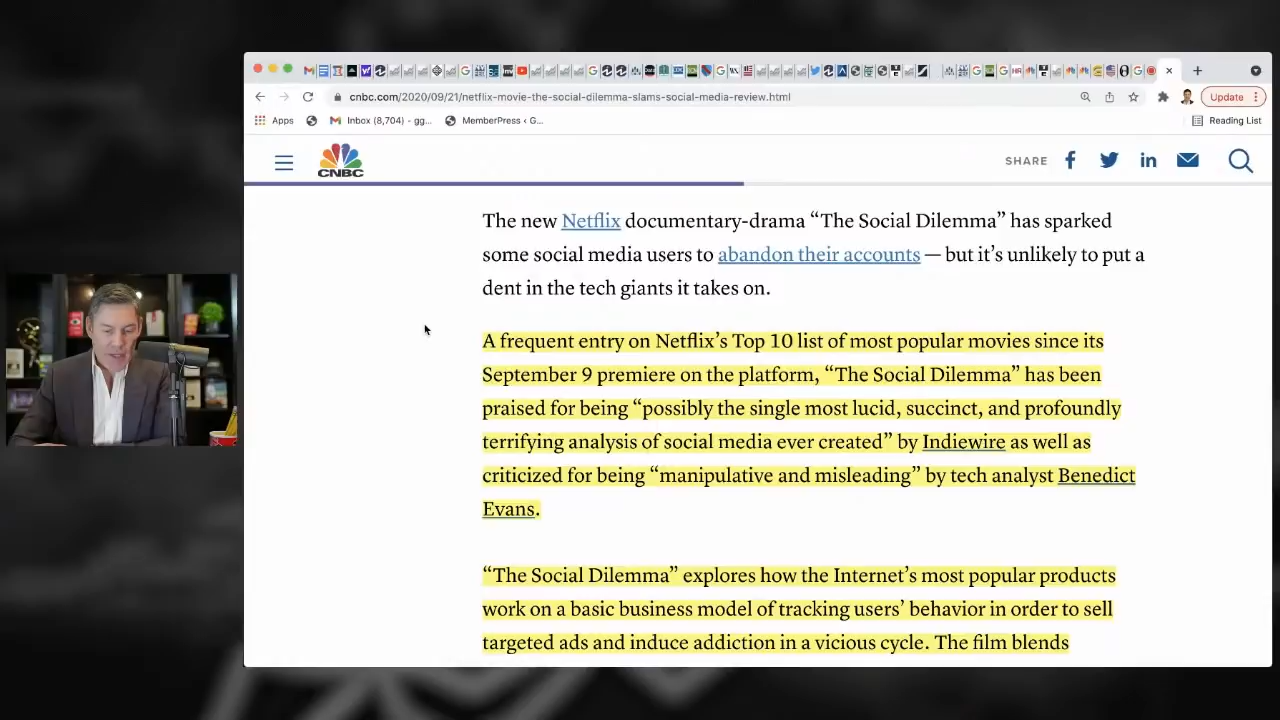 cnbc.com/2020/09/21/netflix-movie-the-social-dilemma-slams-social-media-review.html
Update
Apps
Inbox (8,704) - gg...
MemberPress ‹ G...
Reading List
CNBC
SHARE
The new Netflix documentary-drama “The Social Dilemma” has sparked
some social media users to abandon their accounts — but it’s unlikely to put a
dent in the tech giants it takes on.
A frequent entry on Netflix’s Top 10 list of most popular movies since its
September 9 premiere on the platform, “The Social Dilemma” has been
praised for being “possibly the single most lucid, succinct, and profoundly
terrifying analysis of social media ever created” by Indiewire as well as
criticized for being “manipulative and misleading” by tech analyst Benedict
Evans.
“The Social Dilemma” explores how the Internet’s most popular products
work on a basic business model of tracking users’ behavior in order to sell
targeted ads and induce addiction in a vicious cycle. The film blends